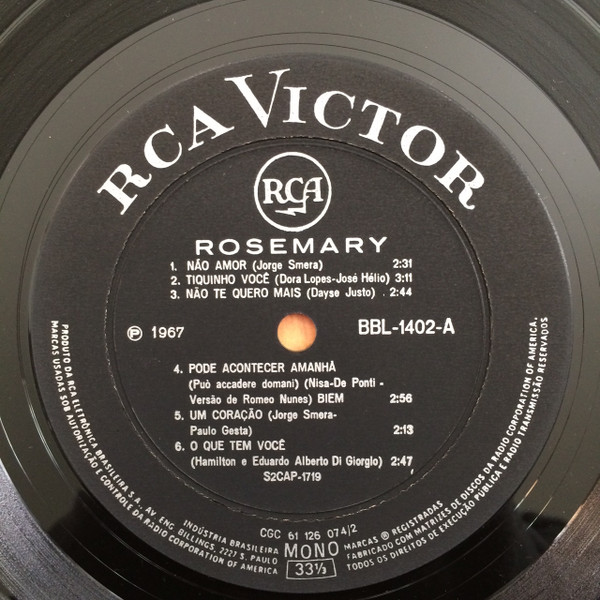 RCA VICTOR
RCA
ROSEMARY
1. NÃO AMOR (Jorge Smera) 2:31
2. TIQUINHO VOCÊ (Dora Lopes-José Hélio) 3:11
3. NÃO TE QUERO MAIS (Dayse Justo) . 2:44
℗ 1967
BBL-1402-A
4. PODE ACONTECER AMANHÃ
(Può accadere domani) (Nisa-De Ponti -
Versão de Romeo Nunes) BIEM 2:56
5. UM CORAÇÃO (Jorge Smera-
Paulo Gesta) 2:13
6. O QUE TEM VOCÊ
(Hamilton e Eduardo Alberto Di Giorgio) 2:47
S2CAP-1719
PRODUTO DA RCA ELETRÔNICA BRASILEIRA S.A., AV. ENG. BILLINGS, 2227 S. PAULO
MARCAS USADAS SOB AUTORIZAÇÃO E CONTROLE DA RADIO CORPORATION OF AMERICA
INDÚSTRIA BRASILEIRA
CGC 61 126 074/2
MONO
33⅓
MARCAS ® REGISTRADAS
FABRICADO COM MATRIZES DE DISCOS DA RADIO CORPORATION OF AMERICA.
TODOS OS DIREITOS DE EXECUÇÃO PÚBLICA E RADIO TRANSMISSÃO RESERVADOS